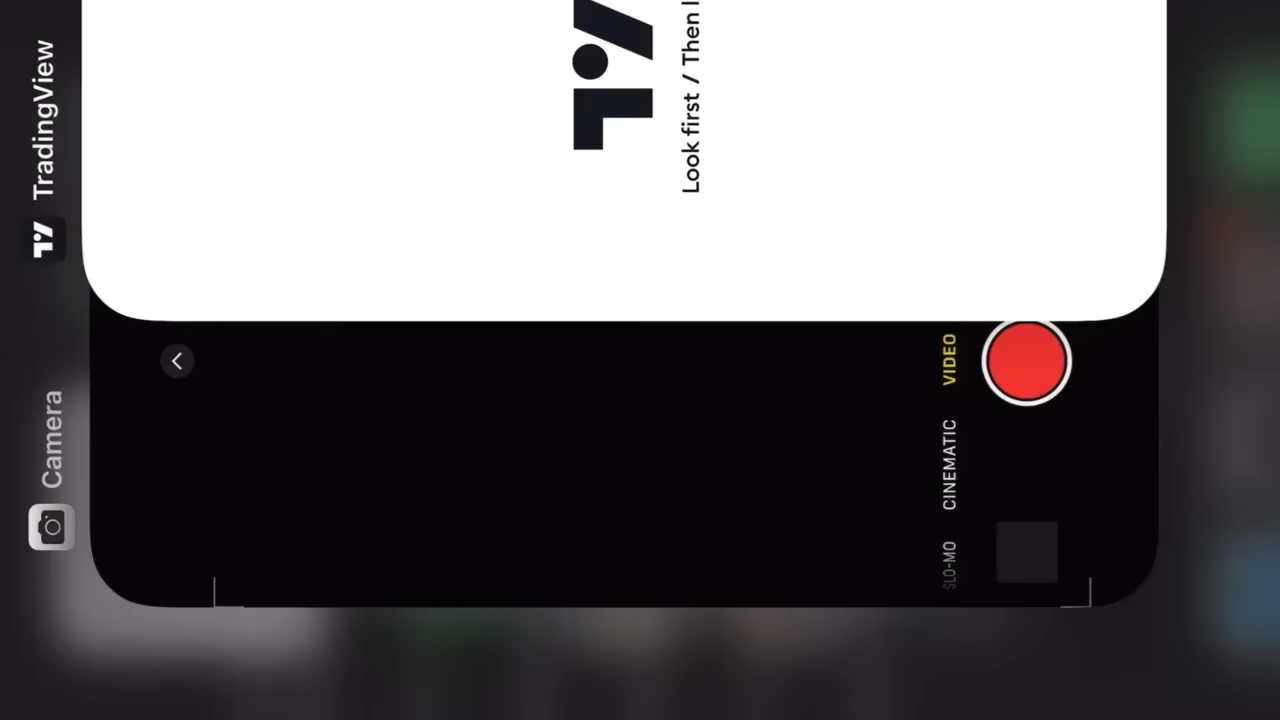 Camera
TradingView
Look first / Then
SLO-MO
CINEMATIC
VIDEO